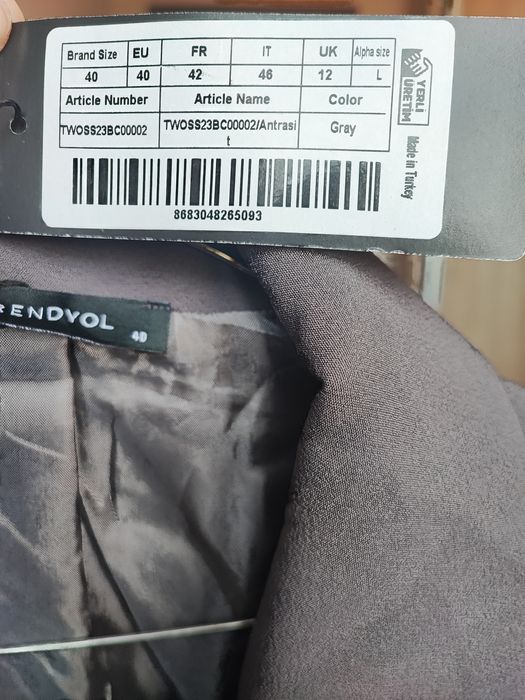 Brand Size EU FR IT UK Alpha size
40 40 42 46 12 L
Article Number Article Name Color
TWOSS23BC00002 TWOSS23BC00002/Antrasi
t Gray
8683048265093
YERLİ
ÜRETİM
Made in Turkey
RENDYOL 40